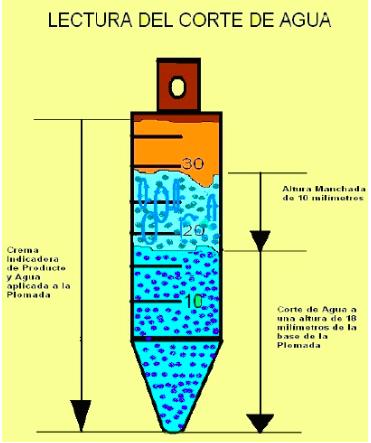 LECTURA DEL CORTE DE AGUA
30
Altura Manchada
de 10 milimetros
20
Crema
Indicadora
de Producto
y Agua
aplicada a la
Plomada
10
Corte de Agua a
una altura de 18
milimetros de la
base de la
Plomada